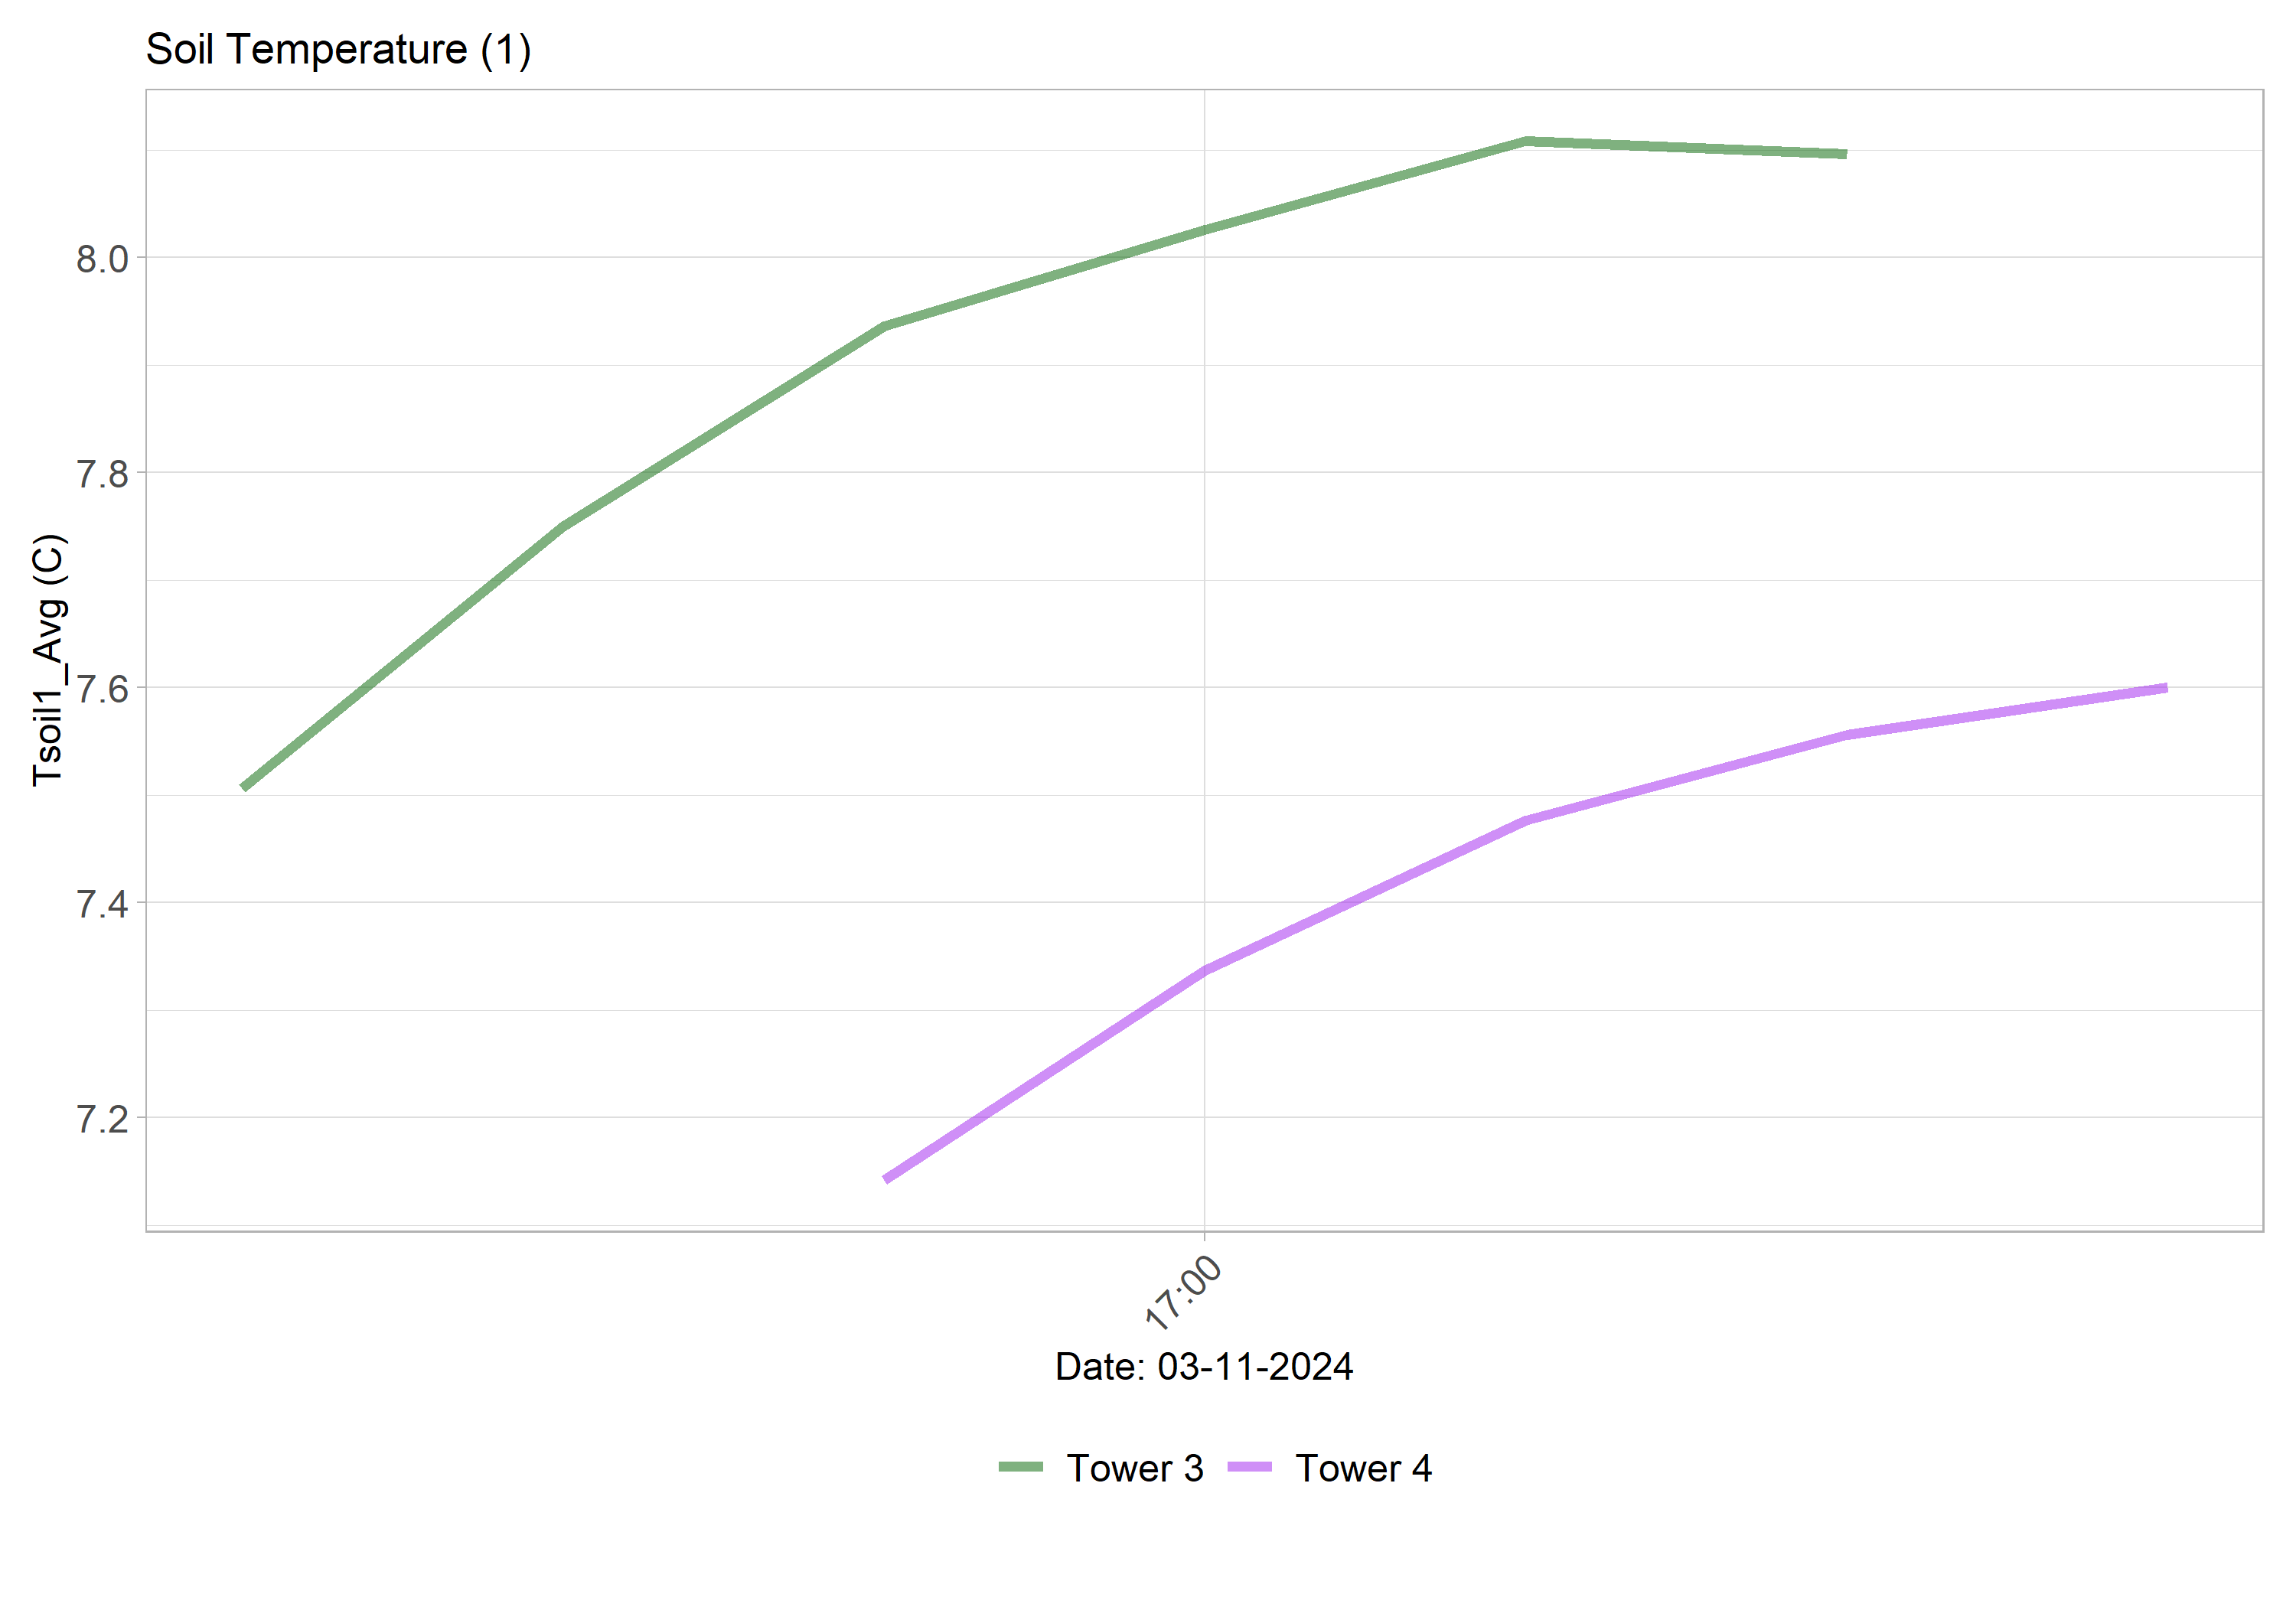 Soil Temperature (1)
Tsoil1_Avg (C)
8.0
7.8
7.6
7.4
7.2
17:00
Date: 03-11-2024
Tower 3 Tower 4